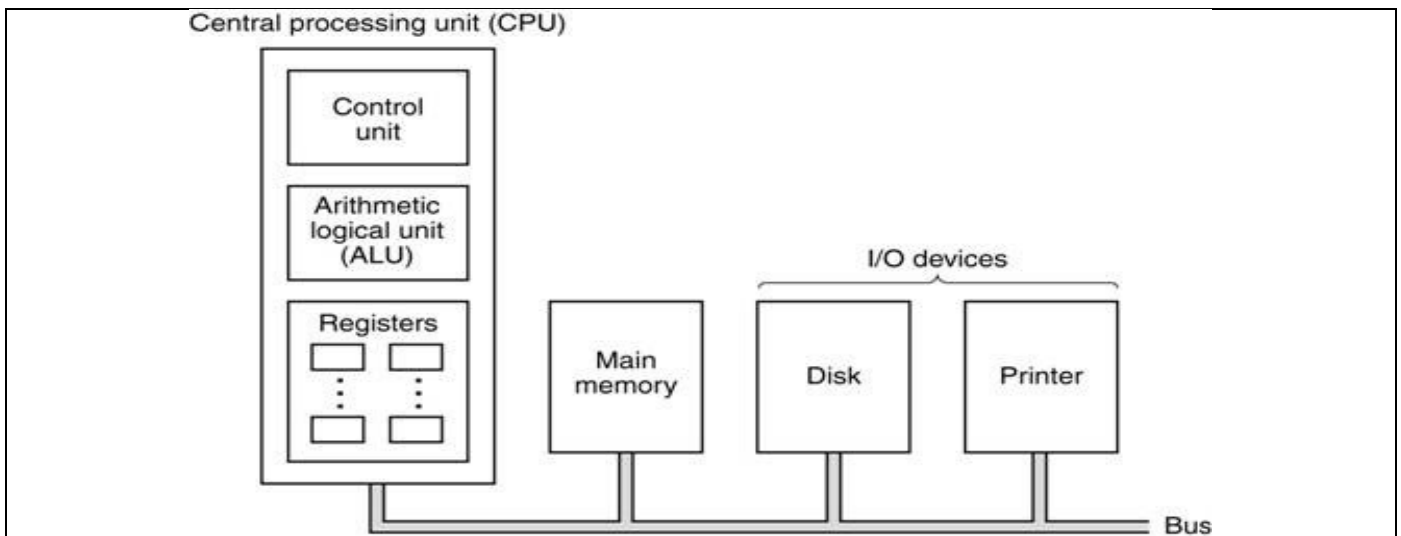 Central processing unit (CPU)
Control
unit
Arithmetic
logical unit
(ALU)
Registers
I/O devices
Main
memory
Disk
Printer
Bus